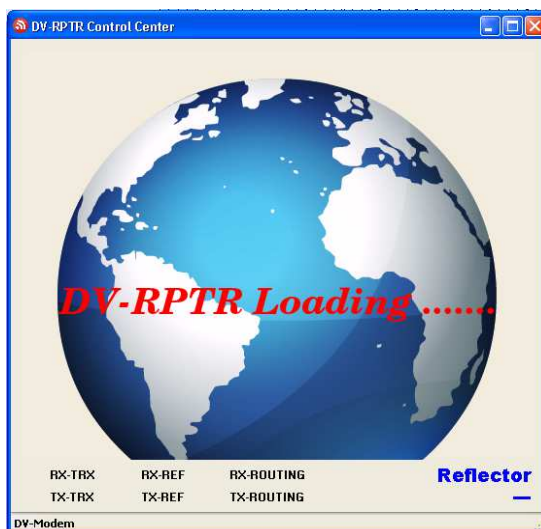 DV-RPTR Control Center
DV-RPTR Loading .......
RX-TRX RX-REF RX-ROUTING Reflector
TX-TRX TX-REF TX-ROUTING —
DV-Modem